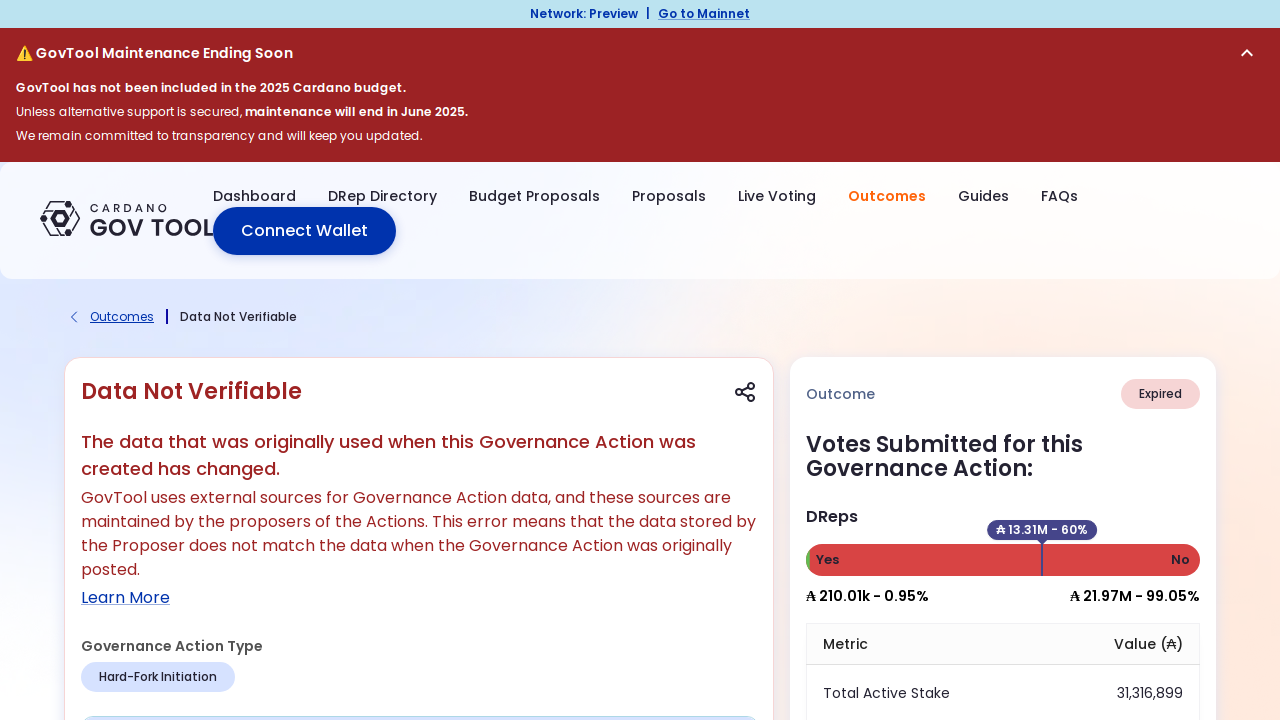 Network: Preview | Go to Mainnet
⚠️ GovTool Maintenance Ending Soon
GovTool has not been included in the 2025 Cardano budget.
Unless alternative support is secured, maintenance will end in June 2025.
We remain committed to transparency and will keep you updated.
CARDANO
GOV TOOL
Dashboard DRep Directory Budget Proposals Proposals Live Voting Outcomes Guides FAQs
Connect Wallet
Outcomes | Data Not Verifiable
Data Not Verifiable
The data that was originally used when this Governance Action was
created has changed.
GovTool uses external sources for Governance Action data, and these sources are
maintained by the proposers of the Actions. This error means that the data stored by
the Proposer does not match the data when the Governance Action was originally
posted.
Learn More
Governance Action Type
Hard-Fork Initiation
Outcome Expired
Votes Submitted for this
Governance Action:
DReps
₳ 13.31M - 60%
Yes No
₳ 210.01k - 0.95% ₳ 21.97M - 99.05%
Metric Value (₳)
Total Active Stake 31,316,899